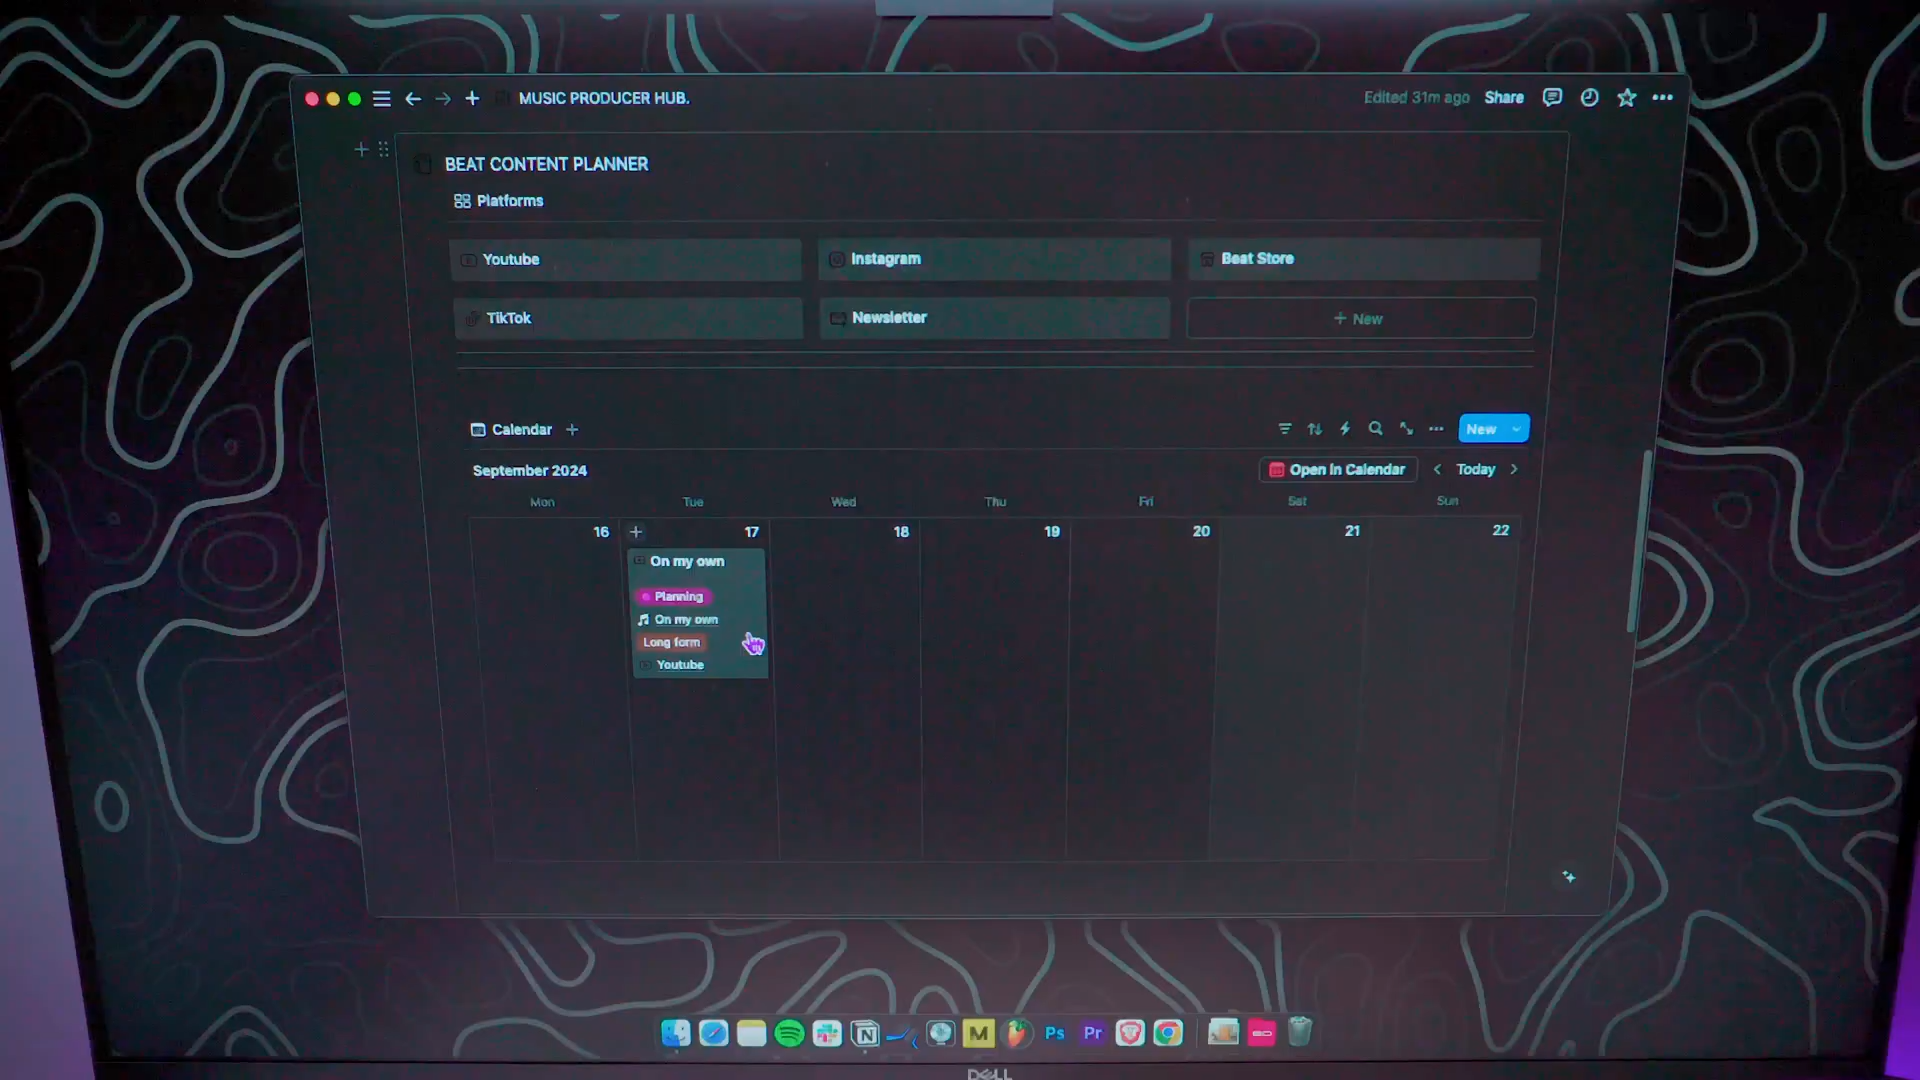 MUSIC PRODUCER HUB.
Edited 31m ago Share
BEAT CONTENT PLANNER
Platforms
Youtube Instagram Beat Store
TikTok Newsletter + New
Calendar +
New
September 2024
Open in Calendar < Today >
Mon Tue Wed Thu Fri Sat Sun
16 17 18 19 20 21 22
On my own
Planning
On my own
Long form
Youtube
N M Ps Pr
DELL